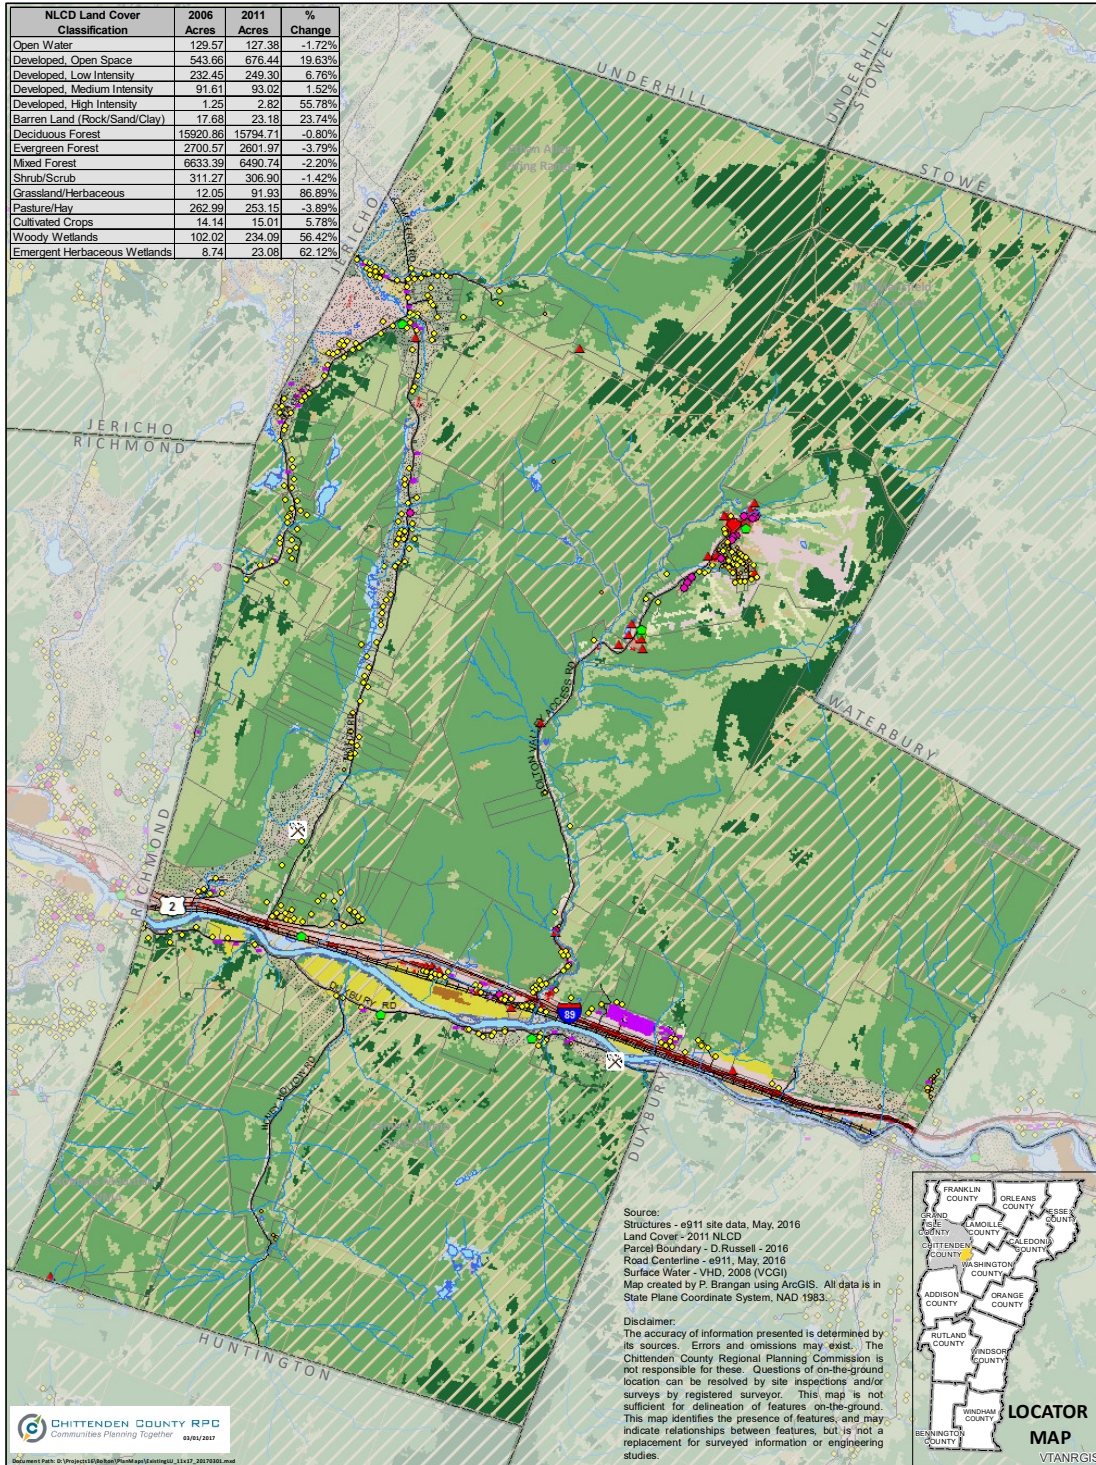 NLCD Land Cover Classification 2006 Acres 2011 Acres % Change
Open Water 129.57 127.38 -1.72%
Developed, Open Space 543.66 676.44 19.63%
Developed, Low Intensity 232.45 249.30 6.76%
Developed, Medium Intensity 91.61 93.02 1.52%
Developed, High Intensity 1.25 2.82 55.78%
Barren Land (Rock/Sand/Clay) 17.68 23.18 23.74%
Deciduous Forest 15920.86 15794.71 -0.80%
Evergreen Forest 2700.57 2601.97 -3.79%
Mixed Forest 6633.39 6490.74 -2.20%
Shrub/Scrub 311.27 306.90 -1.42%
Grassland/Herbaceous 12.05 91.93 86.89%
Pasture/Hay 262.99 253.15 -3.89%
Cultivated Crops 14.14 15.01 5.78%
Woody Wetlands 102.02 234.09 56.42%
Emergent Herbaceous Wetlands 8.74 23.08 62.12%
UNDERHILL
UNDERHILL
STOWE
STOWE
JERICHO
JERICHO
RICHMOND
WATERBURY
ACCESS RD
RICHMOND
2
89
DUXBURY RD
DUXBURY
HUNTINGTON
Source:
Structures - e911 site data, May, 2016
Land Cover - 2011 NLCD
Parcel Boundary - D.Russell - 2016
Road Centerline - e911, May, 2016
Surface Water - VHD, 2008 (VCGI)
Map created by P. Brangan using ArcGIS. All data is in
State Plane Coordinate System, NAD 1983.
Disclaimer:
The accuracy of information presented is determined by
its sources. Errors and omissions may exist. The
Chittenden County Regional Planning Commission is
not responsible for these. Questions of on-the-ground
location can be resolved by site inspections and/or
surveys by registered surveyor. This map is not
sufficient for delineation of features on-the-ground.
This map identifies the presence of features, and may
indicate relationships between features, but is not a
replacement for surveyed information or engineering
studies.
FRANKLIN
COUNTY
ORLEANS
COUNTY
ESSEX
COUNTY
GRAND
ISLE
COUNTY
LAMOILLE
COUNTY
CALEDONIA
COUNTY
CHITTENDEN
COUNTY
WASHINGTON
COUNTY
ADDISON
COUNTY
ORANGE
COUNTY
RUTLAND
COUNTY
WINDSOR
COUNTY
WINDHAM
COUNTY
BENNINGTON
COUNTY
LOCATOR
MAP
VTANRGIS
CHITTENDEN COUNTY RPC
Communities Planning Together
03/01/2017
Document Path: D:\Projects16\Bolton\PlanMaps\ExistingLU_11x17_20170301.mxd